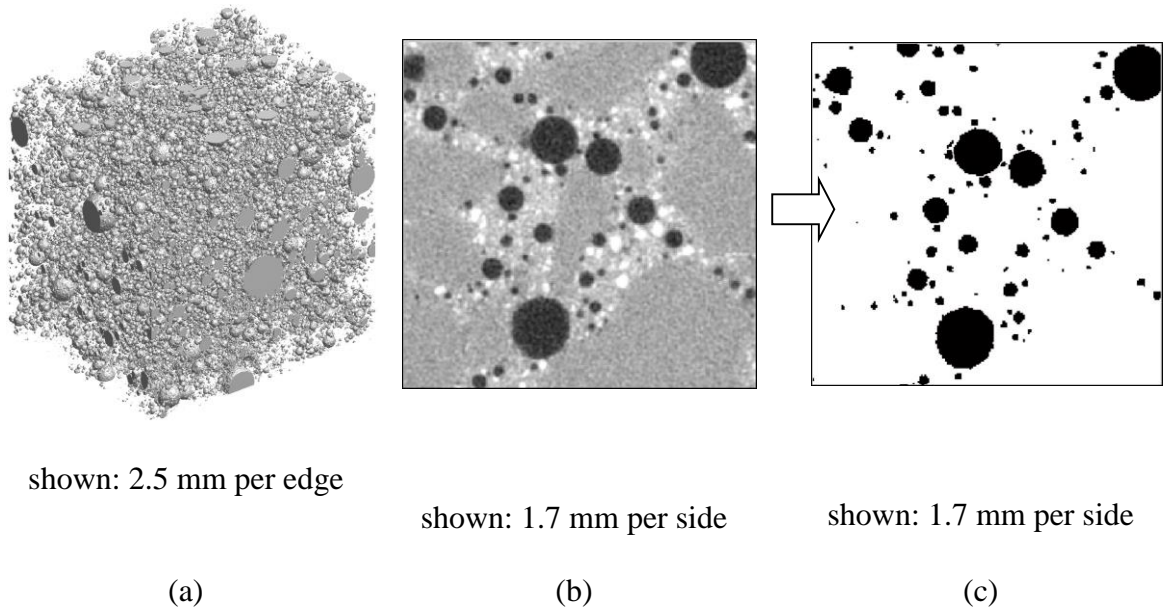 shown: 2.5 mm per edge
shown: 1.7 mm per side
shown: 1.7 mm per side
(a)
(b)
(c)